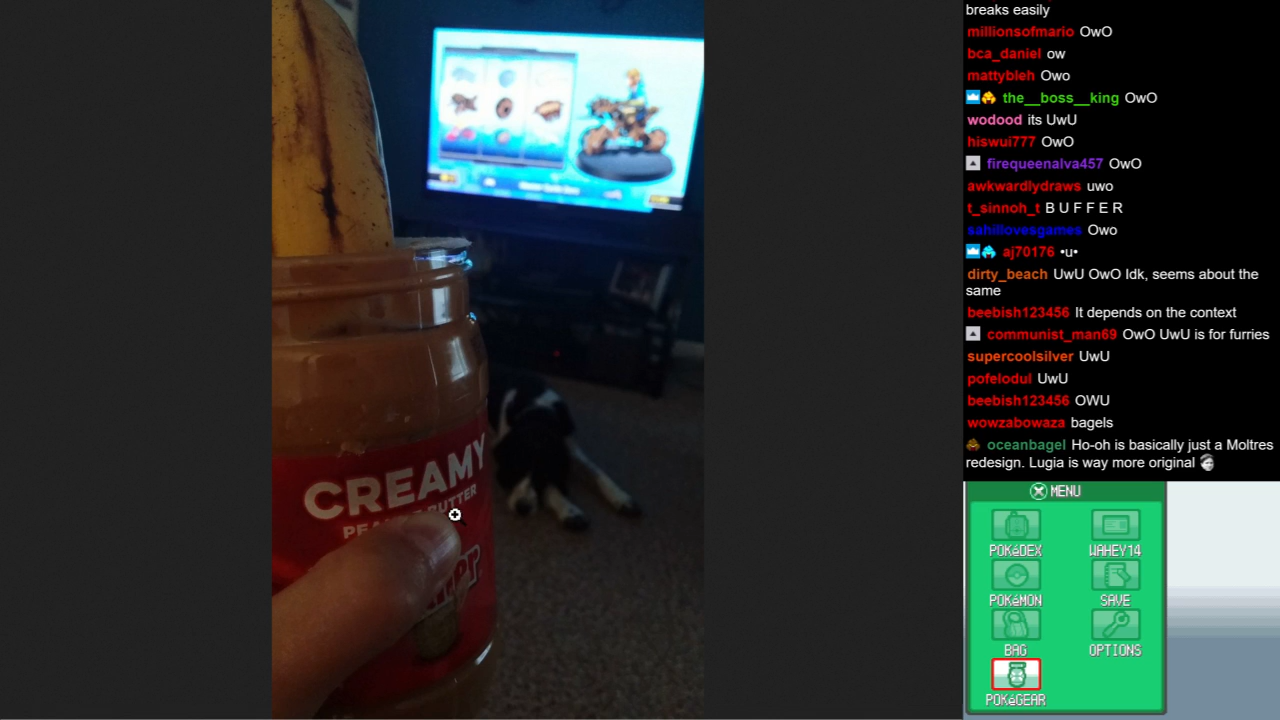 breaks easily
millionsofmario OwO
bca_daniel ow
mattybleh Owo
the__boss__king OwO
wodood its UwU
hiswui777 OwO
firequeenalva457 OwO
awkwardlydraws uwo
t_sinnoh_t B U F F E R
sahillovesgames Owo
aj70176 •u•
dirty_beach UwU OwO Idk, seems about the
same
beebish123456 It depends on the context
communist_man69 OwO UwU is for furries
supercoolsilver UwU
pofelodul UwU
beebish123456 OWU
wowzabowaza bagels
oceanbagel Ho-oh is basically just a Moltres
redesign. Lugia is way more original
CREAMY
MENU
POKéDEX
WAHEY14
POKéMON
SAVE
BAG
OPTIONS
POKéGEAR